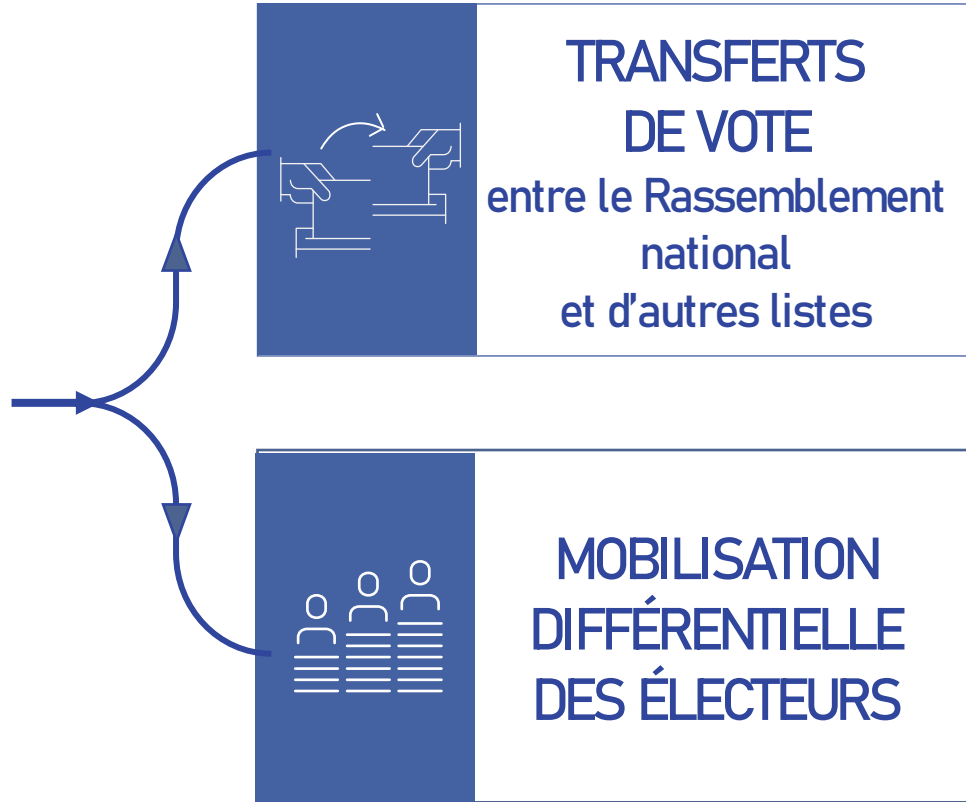 TRANSFERTS
DE VOTE
entre le Rassemblement
national
et d'autres listes
MOBILISATION
DIFFÉRENTIELLE
DES ÉLECTEURS